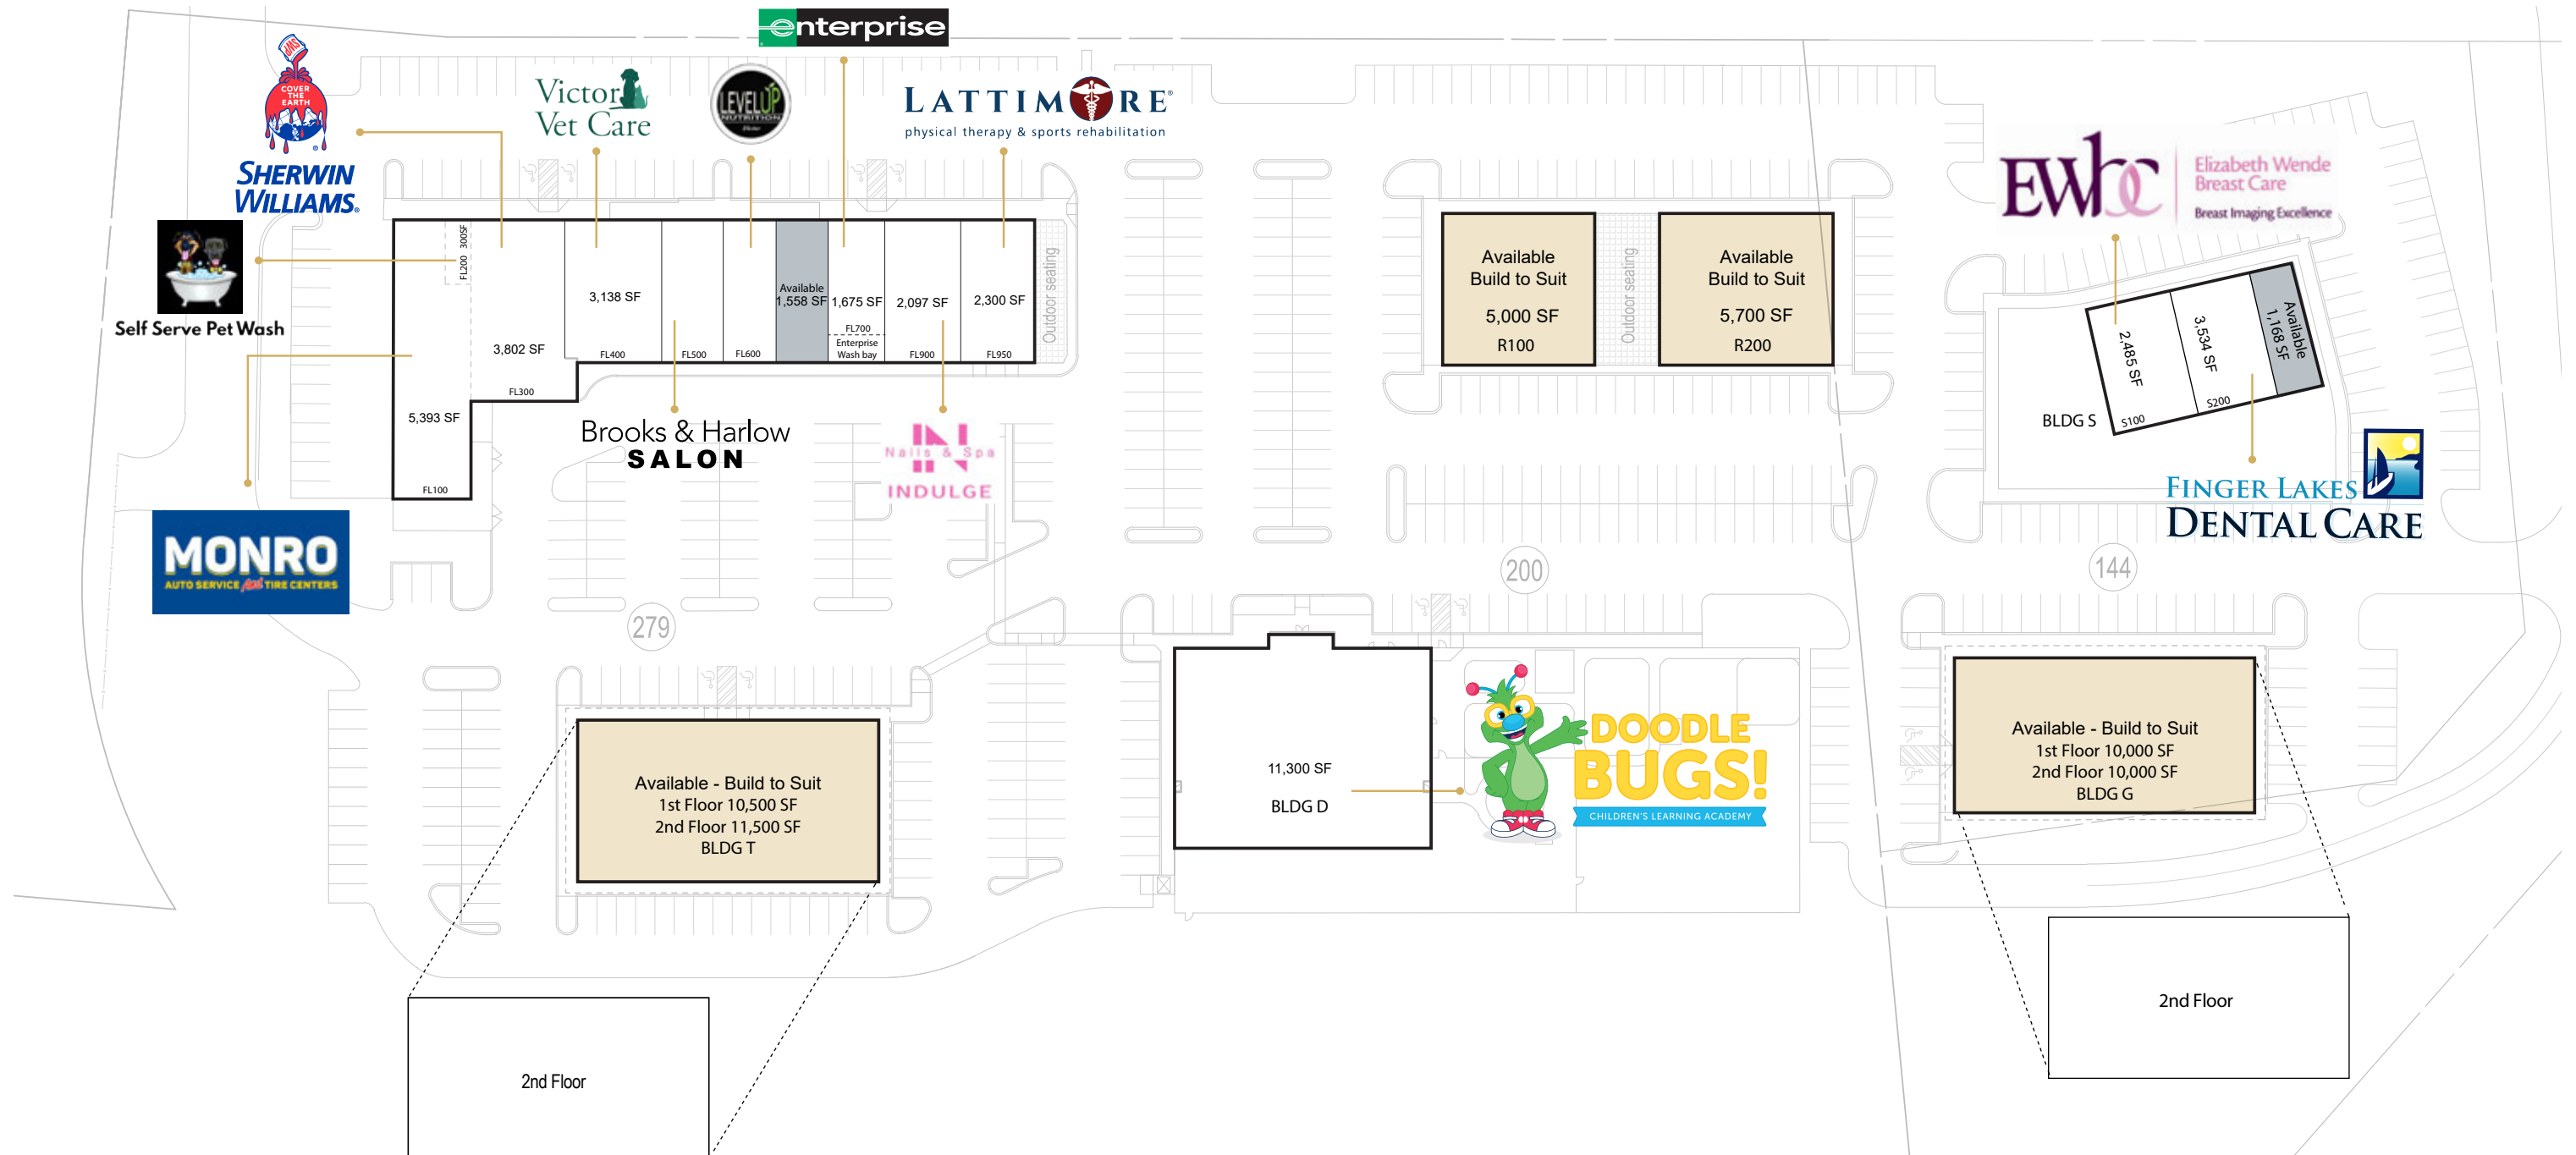 enterprise
SWP
COVER
THE
EARTH
SHERWIN
WILLIAMS®
Victor
Vet Care
LEVELUP
NUTRITION
LATTIMORE®
physical therapy & sports rehabilitation
EWbc
Elizabeth Wende
Breast Care
Breast Imaging Excellence
Self Serve Pet Wash
FL200 300SF
3,802 SF
FL300
5,393 SF
FL100
3,138 SF
FL400
FL500
FL600
Available
1,558 SF
1,675 SF
FL700
Enterprise
Wash bay
2,097 SF
FL900
2,300 SF
FL950
Outdoor seating
Available
Build to Suit
5,000 SF
R100
Outdoor seating
Available
Build to Suit
5,700 SF
R200
2,485 SF
S100
3,534 SF
S200
Available
1,168 SF
BLDG S
Brooks & Harlow
SALON
IN
Nails & Spa
INDULGE
FINGER LAKES
DENTAL CARE
MONRO
AUTO SERVICE And TIRE CENTERS
279
200
144
Available - Build to Suit
1st Floor 10,500 SF
2nd Floor 11,500 SF
BLDG T
11,300 SF
BLDG D
DOODLE
BUGS!
CHILDREN'S LEARNING ACADEMY
Available - Build to Suit
1st Floor 10,000 SF
2nd Floor 10,000 SF
BLDG G
2nd Floor
2nd Floor